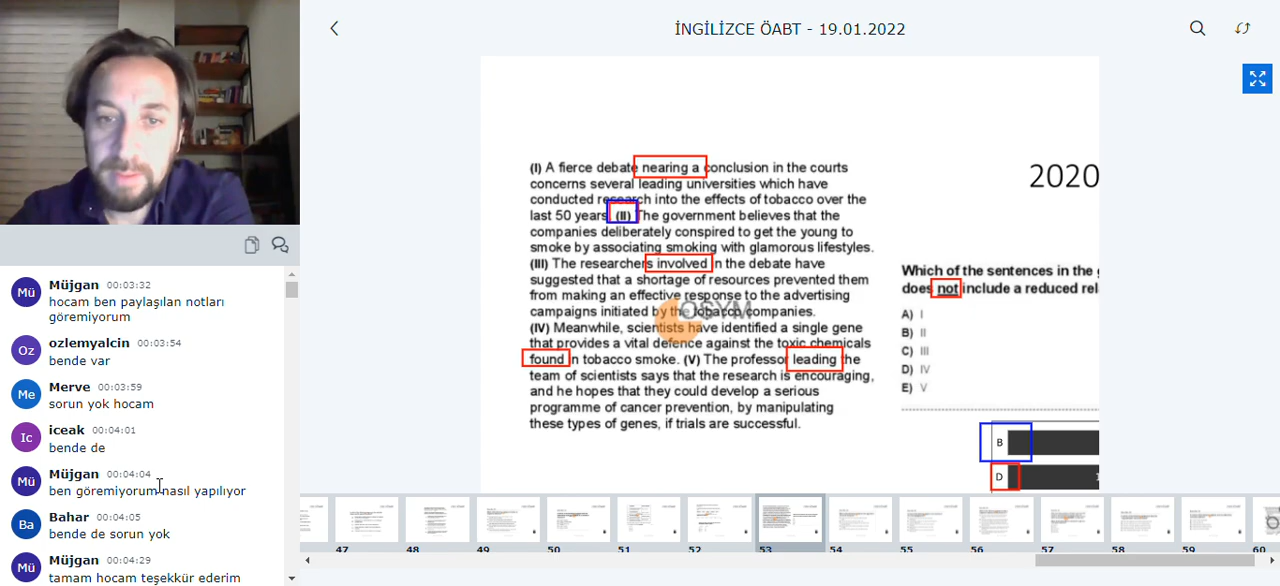 İNGİLİZCE ÖABT - 19.01.2022
Mü
Müjgan 00:03:32
hocam ben paylaşılan notları
göremiyorum
Oz
ozlemyalcin 00:03:54
bende var
Me
Merve 00:03:59
sorun yok hocam
Ic
iceak 00:04:01
bende de
Mü
Müjgan 00:04:04
ben göremiyorum nasıl yapılıyor
Ba
Bahar 00:04:05
bende de sorun yok
Mü
Müjgan 00:04:29
tamam hocam teşekkür ederim
(I) A fierce debate nearing a conclusion in the courts
concerns several leading universities which have
conducted research into the effects of tobacco over the
last 50 years. (II) The government believes that the
companies deliberately conspired to get the young to
smoke by associating smoking with glamorous lifestyles.
(III) The researchers involved in the debate have
suggested that a shortage of resources prevented them
from making an effective response to the advertising
campaigns initiated by the tobacco companies.
(IV) Meanwhile, scientists have identified a single gene
that provides a vital defence against the toxic chemicals
found in tobacco smoke. (V) The professor leading the
team of scientists says that the research is encouraging,
and he hopes that they could develop a serious
programme of cancer prevention, by manipulating
these types of genes, if trials are successful.
ÖSYM
2020
Which of the sentences in the
does not include a reduced rel
A) I
B) II
C) III
D) IV
E) V
B
D
47 48 49 50 51 52 53 54 55 56 57 58 59 60